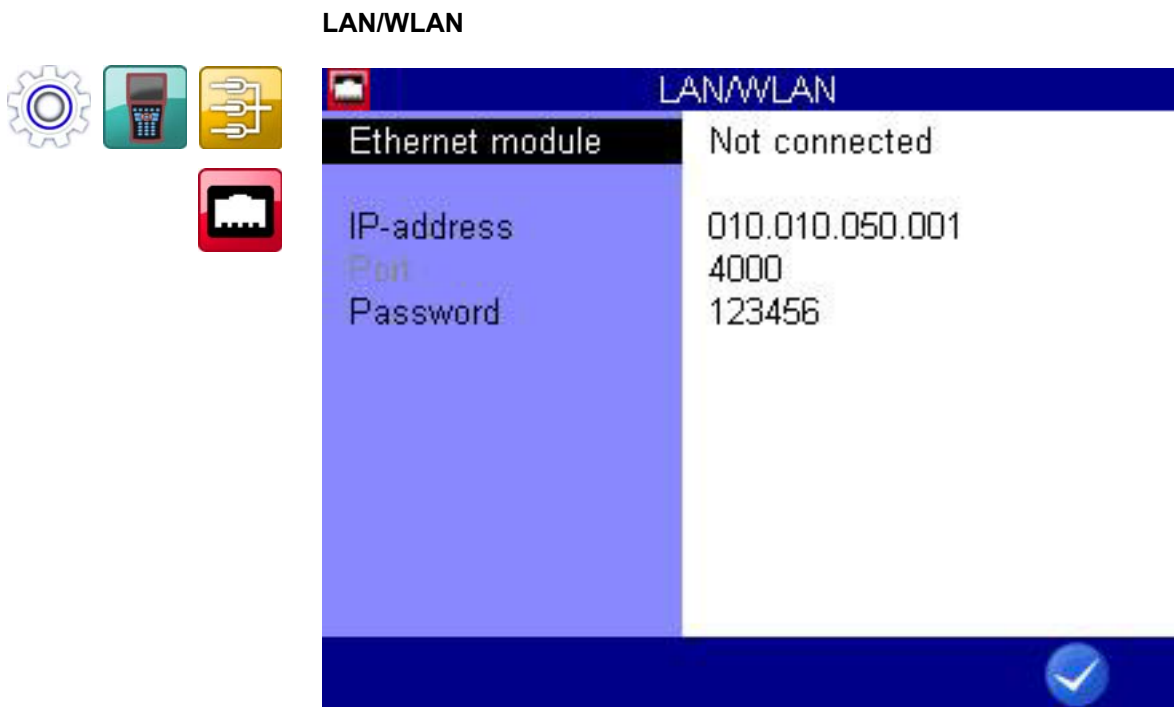 LAN/WLAN
LAN/WLAN
Ethernet module Not connected
IP-address 010.010.050.001
Port 4000
Password 123456